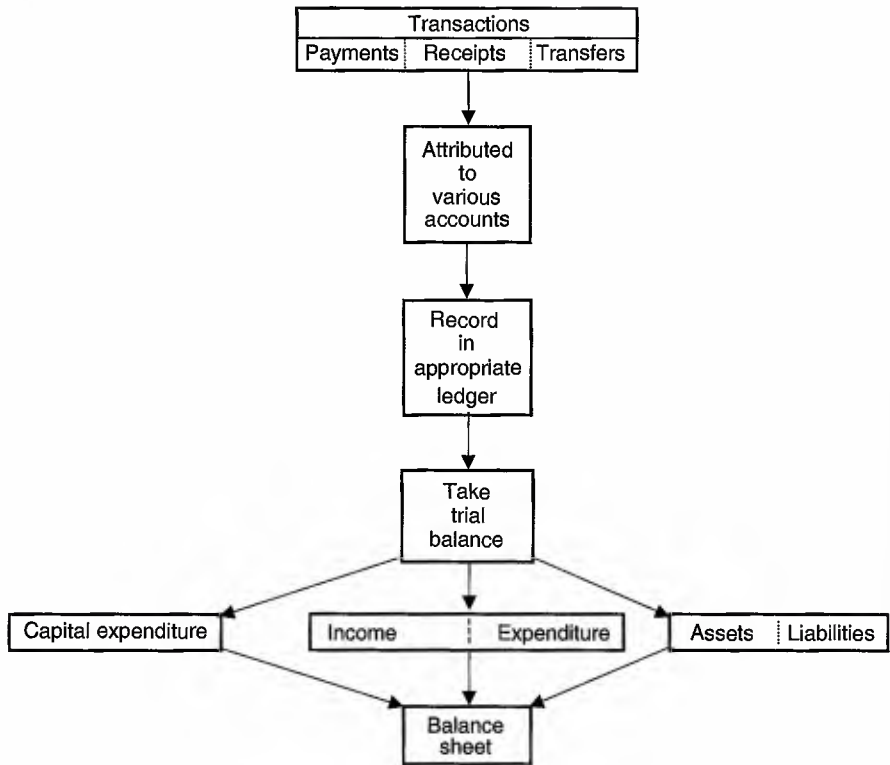 Transactions
Payments Receipts Transfers
Attributed
to
various
accounts
Record
in
appropriate
ledger
Take
trial
balance
Capital expenditure
Income Expenditure
Assets Liabilities
Balance
sheet